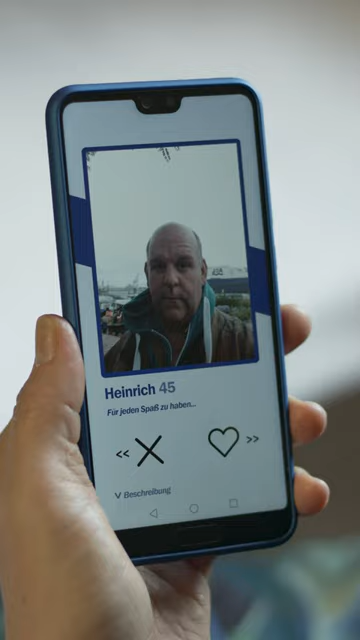 Heinrich 45
Für jeden Spaß zu haben...
<< >>
V Beschreibung